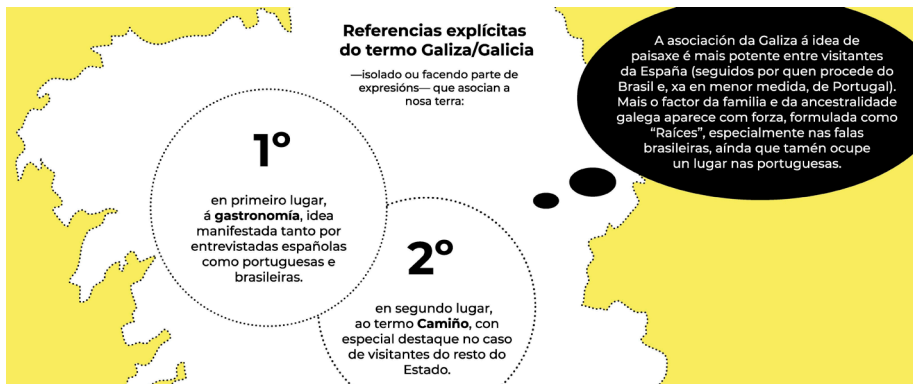 Referencias explícitas
do termo Galiza/Galicia
—isolado ou facendo parte de
expresións— que asocian a
nosa terra:
1º
en primeiro lugar,
á gastronomía, idea
manifestada tanto por
entrevistadas españolas
como portuguesas e
brasileiras.
2º
en segundo lugar,
ao termo Camiño, con
especial destaque no caso
de visitantes do resto do
Estado.
A asociación da Galiza á idea de
paisaxe é mais potente entre visitantes
da España (seguidos por quen procede do
Brasil e, xa en menor medida, de Portugal).
Mais o factor da familia e da ancestralidade
galega aparece com forza, formulada como
“Raíces”, especialmente nas falas
brasileiras, aínda que tamén ocupe
un lugar nas portuguesas.